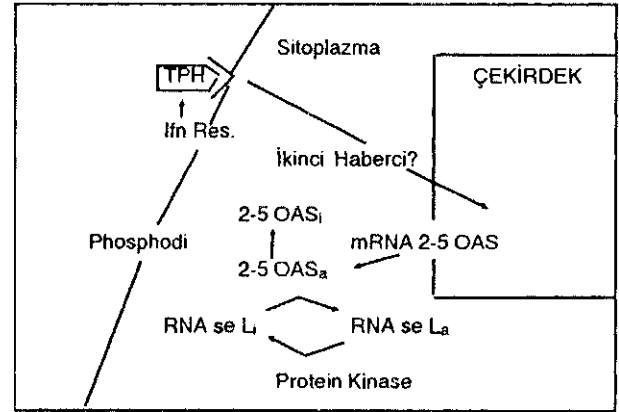 Sitoplazma
TPH
ÇEKİRDEK
Ifn Res.
İkinci Haberci?
2-5 OASi
Phosphodi
mRNA 2-5 OAS
2-5 OASa
RNA se Li
RNA se La
Protein Kinase